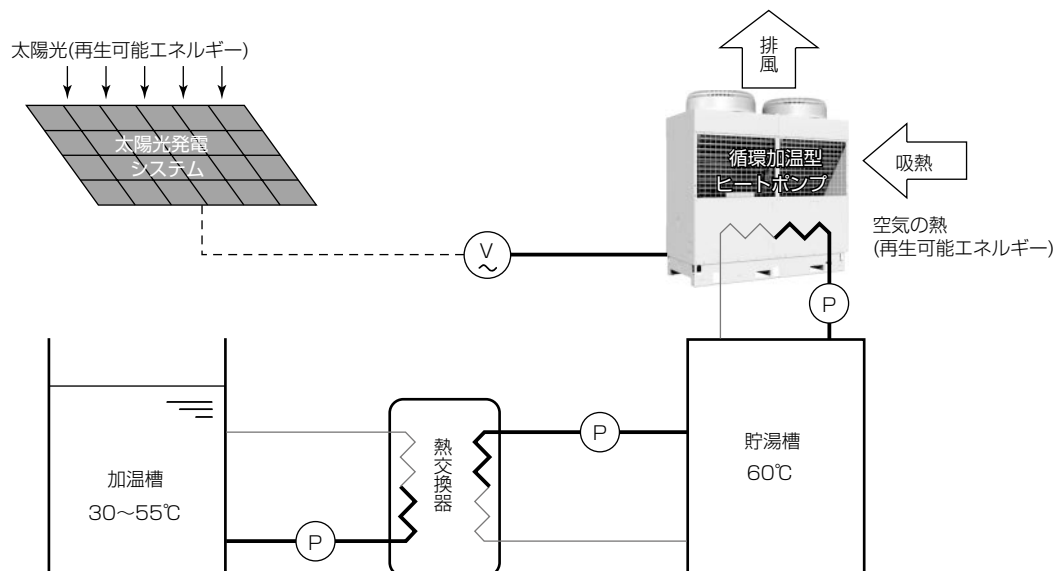 太陽光(再生可能エネルギー)
太陽光発電
システム
排風
循環加温型
ヒートポンプ
吸熱
空気の熱
(再生可能エネルギー)
V
P
P
P
熱交換器
加温槽
30～55℃
貯湯槽
60℃